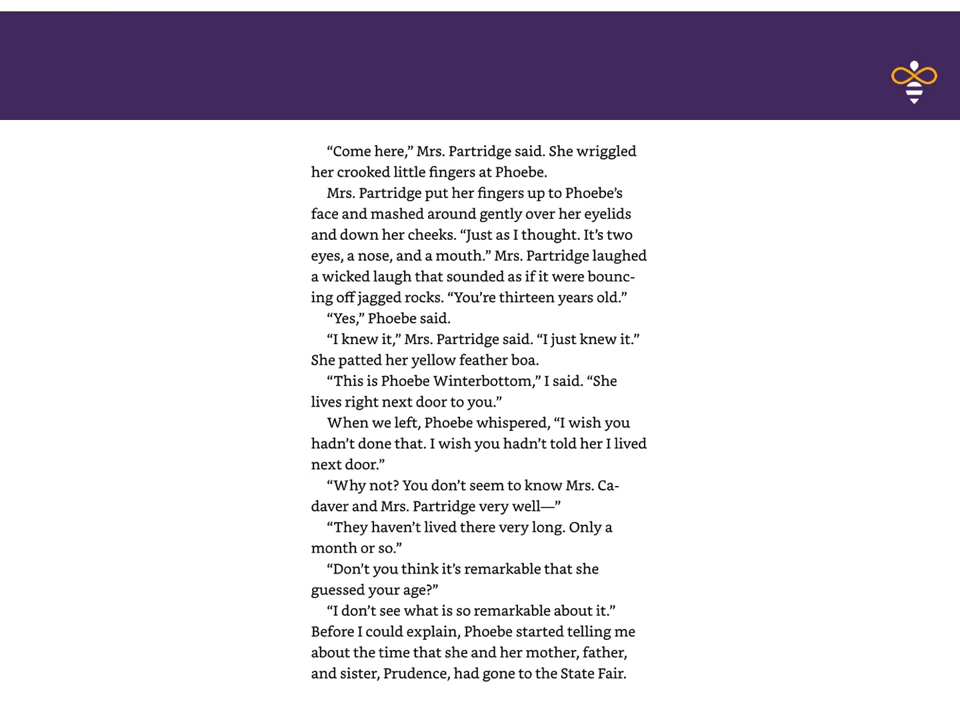 “Come here,” Mrs. Partridge said. She wriggled
her crooked little fingers at Phoebe.
Mrs. Partridge put her fingers up to Phoebe’s
face and mashed around gently over her eyelids
and down her cheeks. “Just as I thought. It’s two
eyes, a nose, and a mouth.” Mrs. Partridge laughed
a wicked laugh that sounded as if it were bounc-
ing off jagged rocks. “You’re thirteen years old.”
“Yes,” Phoebe said.
“I knew it,” Mrs. Partridge said. “I just knew it.”
She patted her yellow feather boa.
“This is Phoebe Winterbottom,” I said. “She
lives right next door to you.”
When we left, Phoebe whispered, “I wish you
hadn’t done that. I wish you hadn’t told her I lived
next door.”
“Why not? You don’t seem to know Mrs. Ca-
daver and Mrs. Partridge very well—”
“They haven’t lived there very long. Only a
month or so.”
“Don’t you think it’s remarkable that she
guessed your age?”
“I don’t see what is so remarkable about it.”
Before I could explain, Phoebe started telling me
about the time that she and her mother, father,
and sister, Prudence, had gone to the State Fair.